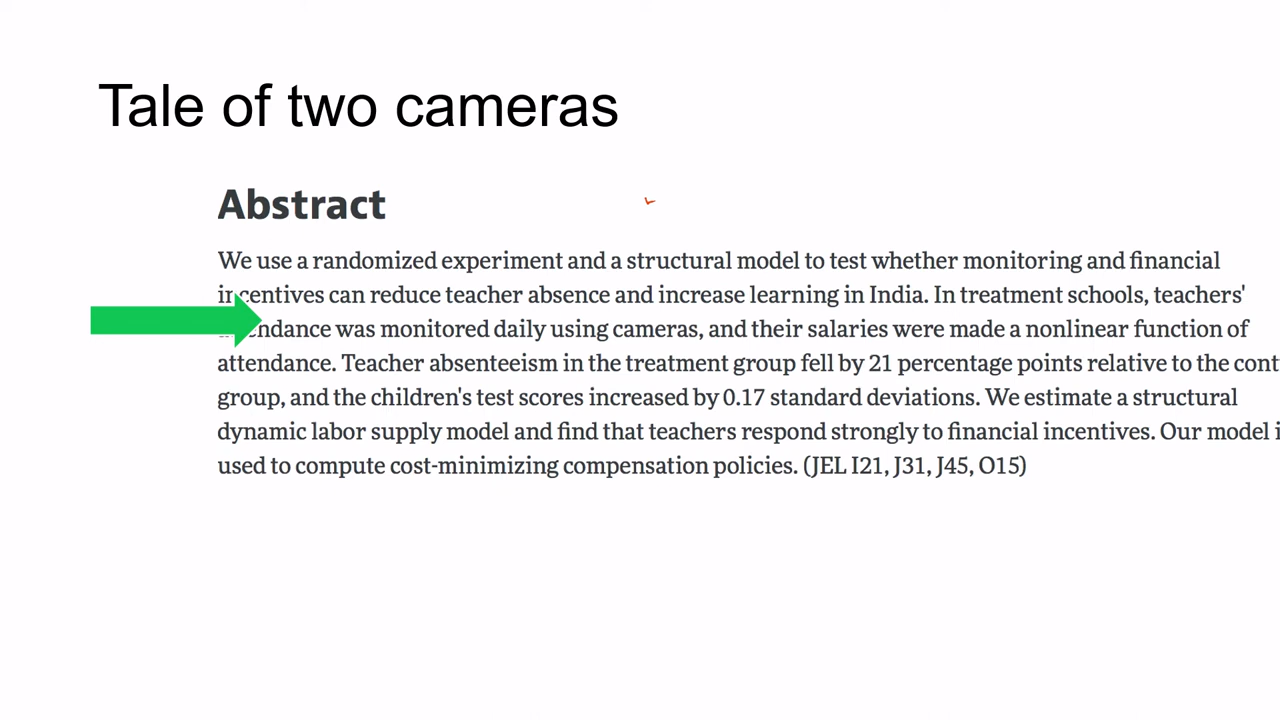 Tale of two cameras
Abstract
We use a randomized experiment and a structural model to test whether monitoring and financial
incentives can reduce teacher absence and increase learning in India. In treatment schools, teachers'
was monitored daily using cameras, and their salaries were made a nonlinear function of
attendance. Teacher absenteeism in the treatment group fell by 21 percentage points relative to the
group, and the children's test scores increased by 0.17 standard deviations. We estimate a structural
dynamic labor supply model and find that teachers respond strongly to financial incentives. Our model
used to compute cost-minimizing compensation policies. (JEL I21, J31, J45, O15)